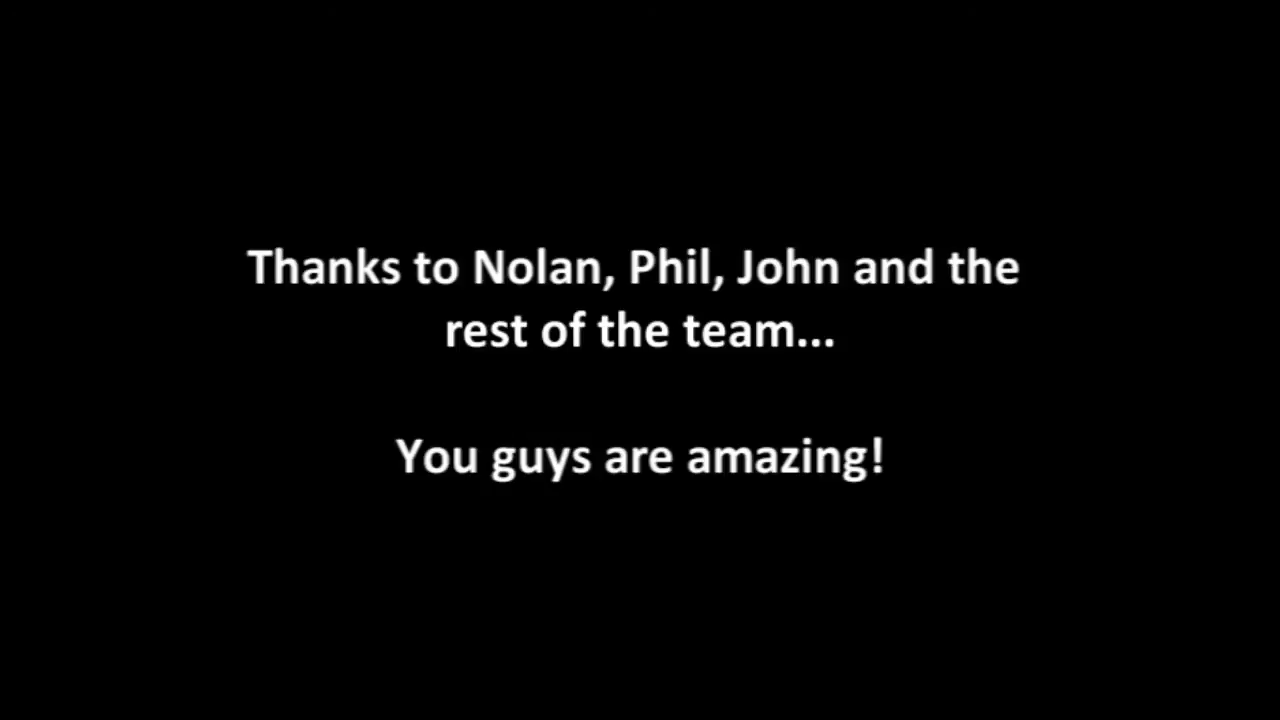 Thanks to Nolan, Phil, John and the
rest of the team...
You guys are amazing!